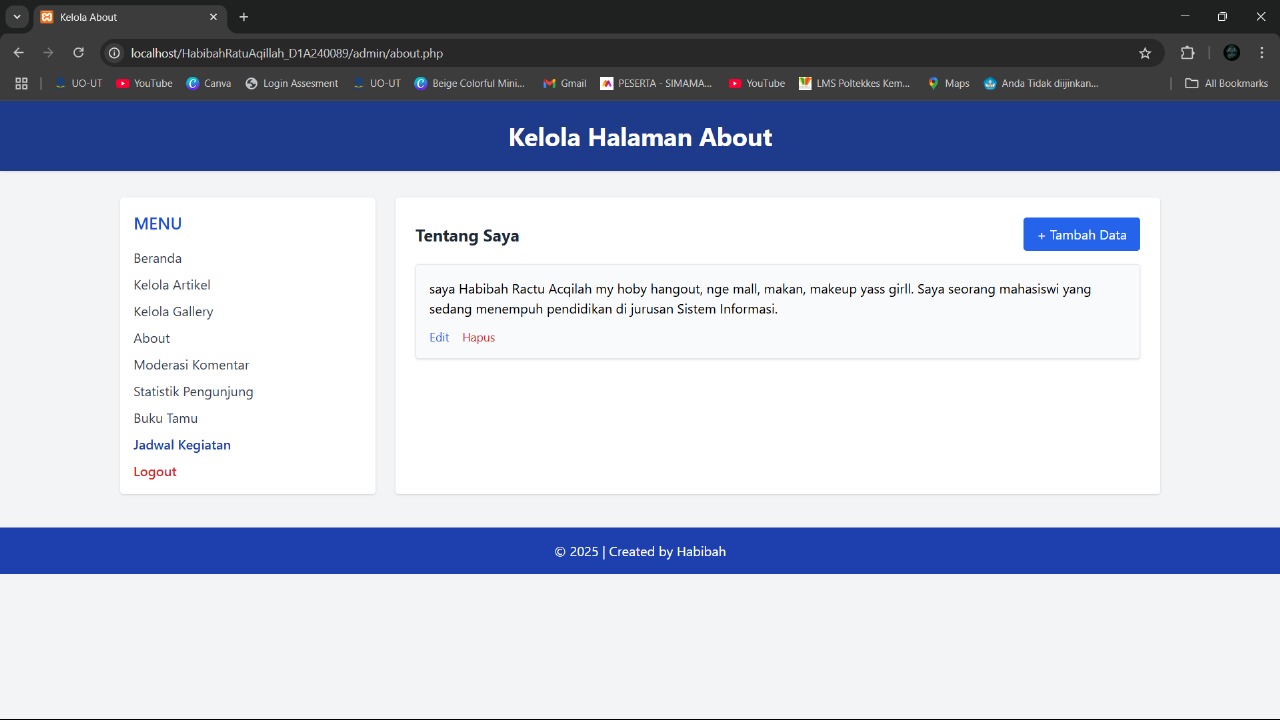 Kelola About
localhost/HabibahRatuAqillah_D1A240089/admin/about.php
UO-UT
YouTube
Canva
Login Assesment
UO-UT
Beige Colorful Mini...
Gmail
PESERTA - SIMAMA...
YouTube
LMS Poltekkes Kem...
Maps
Anda Tidak diijinkan...
All Bookmarks
Kelola Halaman About
MENU
Beranda
Kelola Artikel
Kelola Gallery
About
Moderasi Komentar
Statistik Pengunjung
Buku Tamu
Jadwal Kegiatan
Logout
Tentang Saya
+ Tambah Data
saya Habibah Ractu Acqilah my hoby hangout, nge mall, makan, makeup yass girll. Saya seorang mahasiswi yang
sedang menempuh pendidikan di jurusan Sistem Informasi.
Edit Hapus
© 2025 | Created by Habibah